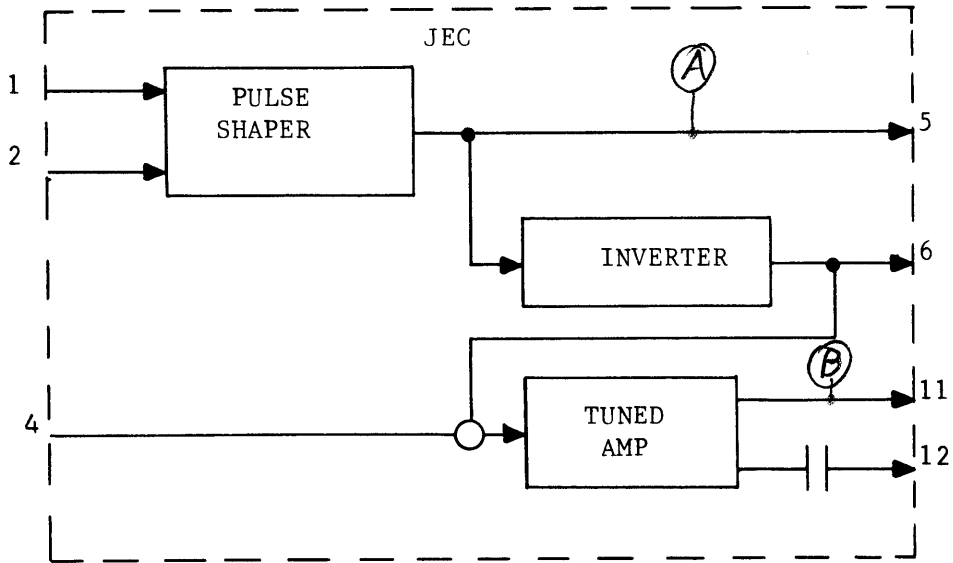 JEC
1
PULSE
SHAPER
A
5
2
INVERTER
6
B
4
TUNED
AMP
11
12